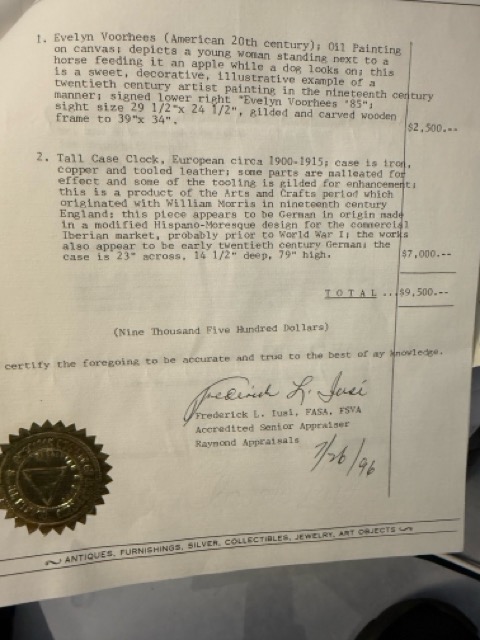 1. Evelyn Voorhees (American 20th century); Oil Painting
on canvas; depicts a young woman standing next to a
horse feeding it an apple while a dog looks on; this
is a sweet, decorative, illustrative example of a
twentieth century artist painting in the nineteenth century
manner; signed lower right "Evelyn Voorhees '85";
sight size 29 1/2"x 24 1/2", gilded and carved wooden
frame to 39"x 34".
$2,500.--
2. Tall Case Clock, European circa 1900-1915; case is iron,
copper and tooled leather; some parts are malleated for
effect and some of the tooling is gilded for enhancement;
this is a product of the Arts and Crafts period which
originated with William Morris in nineteenth century
England; this piece appears to be German in origin made
in a modified Hispano-Moresque design for the commercial
Iberian market, probably prior to World War I; the works
also appear to be early twentieth century German; the
case is 23" across, 14 1/2" deep, 79" high.
$7,000.--
T O T A L ...$9,500.--
(Nine Thousand Five Hundred Dollars)
certify the foregoing to be accurate and true to the best of my knowledge.
Frederick L. Iusi
Frederick L. Iusi, FASA, FSVA
Accredited Senior Appraiser
Raymond Appraisals
7/26/96
ANTIQUES, FURNISHINGS, SILVER, COLLECTIBLES, JEWELRY, ART OBJECTS